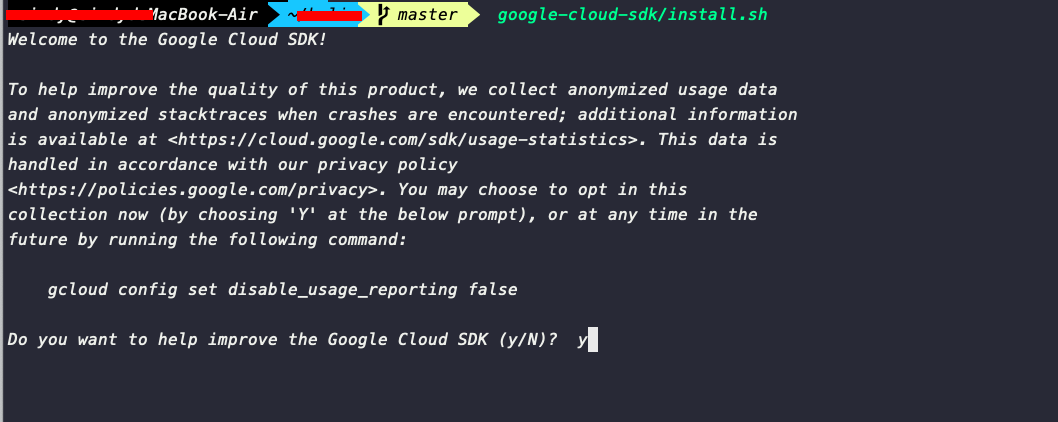 MacBook-Air master google-cloud-sdk/install.sh
Welcome to the Google Cloud SDK!
To help improve the quality of this product, we collect anonymized usage data
and anonymized stacktraces when crashes are encountered; additional information
is available at <https://cloud.google.com/sdk/usage-statistics>. This data is
handled in accordance with our privacy policy
<https://policies.google.com/privacy>. You may choose to opt in this
collection now (by choosing 'Y' at the below prompt), or at any time in the
future by running the following command:
gcloud config set disable_usage_reporting false
Do you want to help improve the Google Cloud SDK (y/N)? y